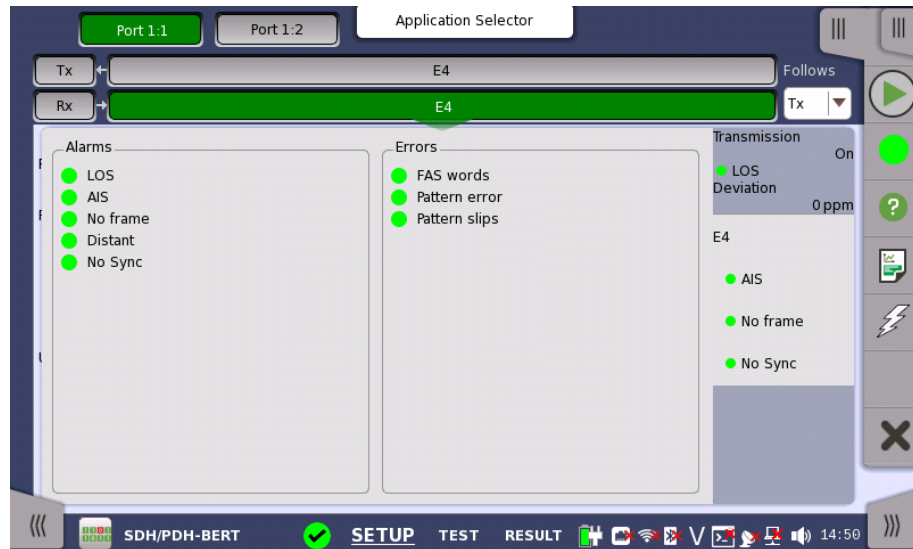 Port 1:1
Port 1:2
Application Selector
Tx
E4
Follows
Rx
E4
Tx
Alarms
LOS
AIS
No frame
Distant
No Sync
Errors
FAS words
Pattern error
Pattern slips
Transmission
On
LOS
Deviation
0 ppm
E4
AIS
No frame
No Sync
SDH/PDH-BERT
SETUP
TEST
RESULT
14:50